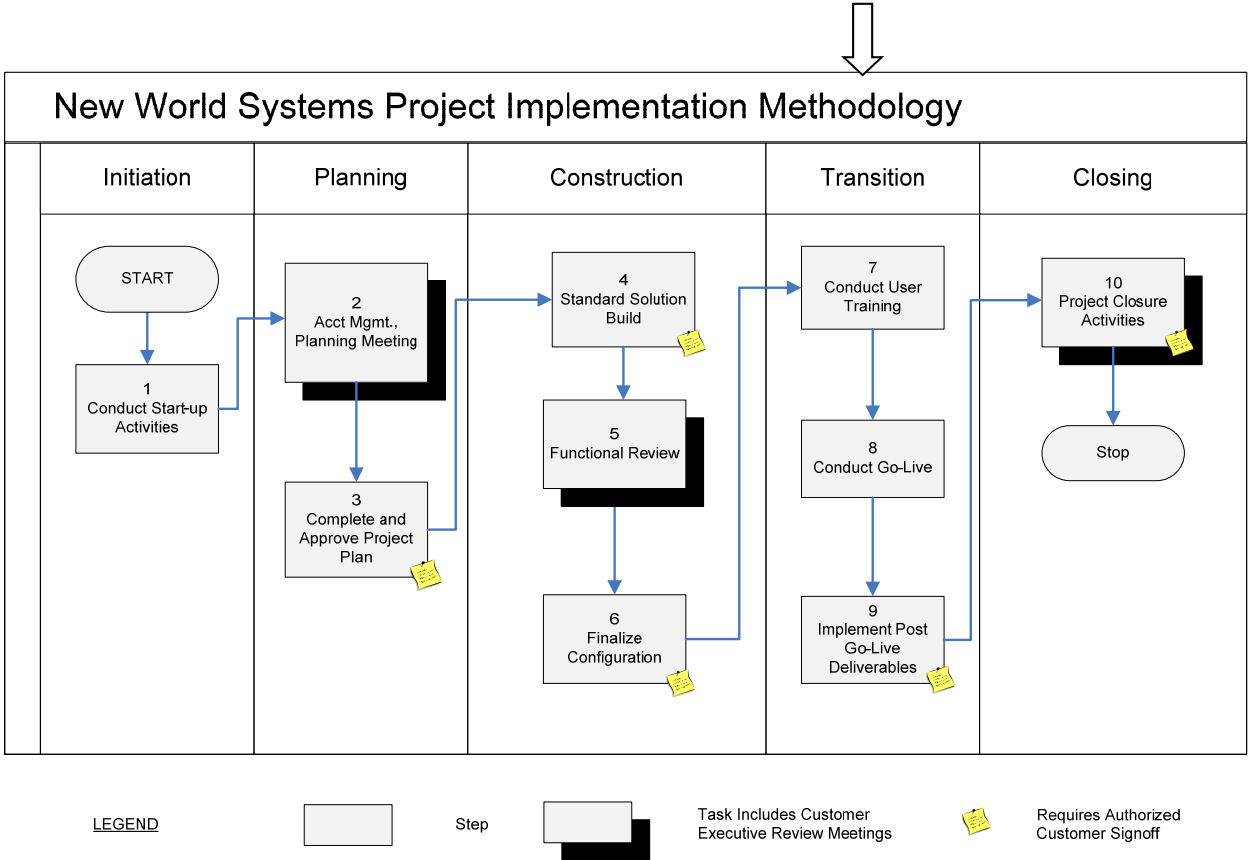 New World Systems Project Implementation Methodology
Initiation
Planning
Construction
Transition
Closing
START
1
Conduct Start-up
Activities
2
Acct Mgmt.,
Planning Meeting
3
Complete and
Approve Project
Plan
4
Standard Solution
Build
5
Functional Review
6
Finalize
Configuration
7
Conduct User
Training
8
Conduct Go-Live
9
Implement Post
Go-Live
Deliverables
10
Project Closure
Activities
Stop
LEGEND
Step
Task Includes Customer
Executive Review Meetings
Requires Authorized
Customer Signoff